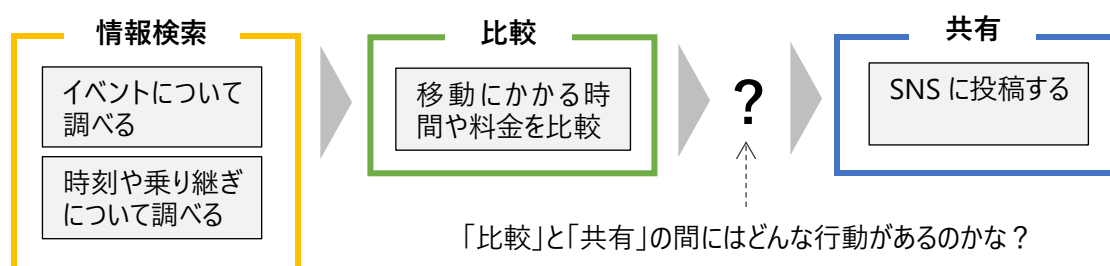 情報検索
イベントについて
調べる
時刻や乗り継ぎ
について調べる
比較
移動にかかる時
間や料金を比較
?
共有
SNS に投稿する
「比較」と「共有」の間にはどんな行動があるのかな？